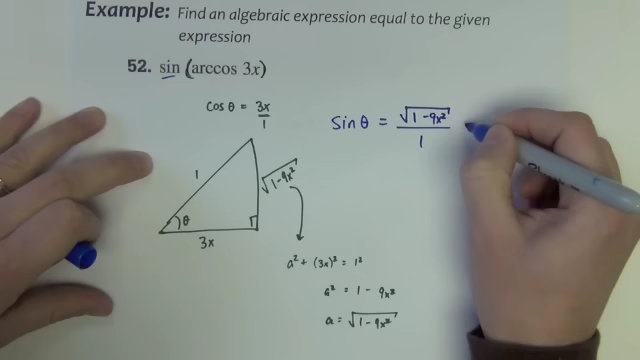 Example: Find an algebraic expression equal to the given
expression
52. sin (arccos 3x)
cos θ = 3x/1
sin θ = √(1-9x²)/1
1
√(1-9x²)
θ
3x
a² + (3x)² = 1²
a² = 1 - 9x²
a = √(1-9x²)